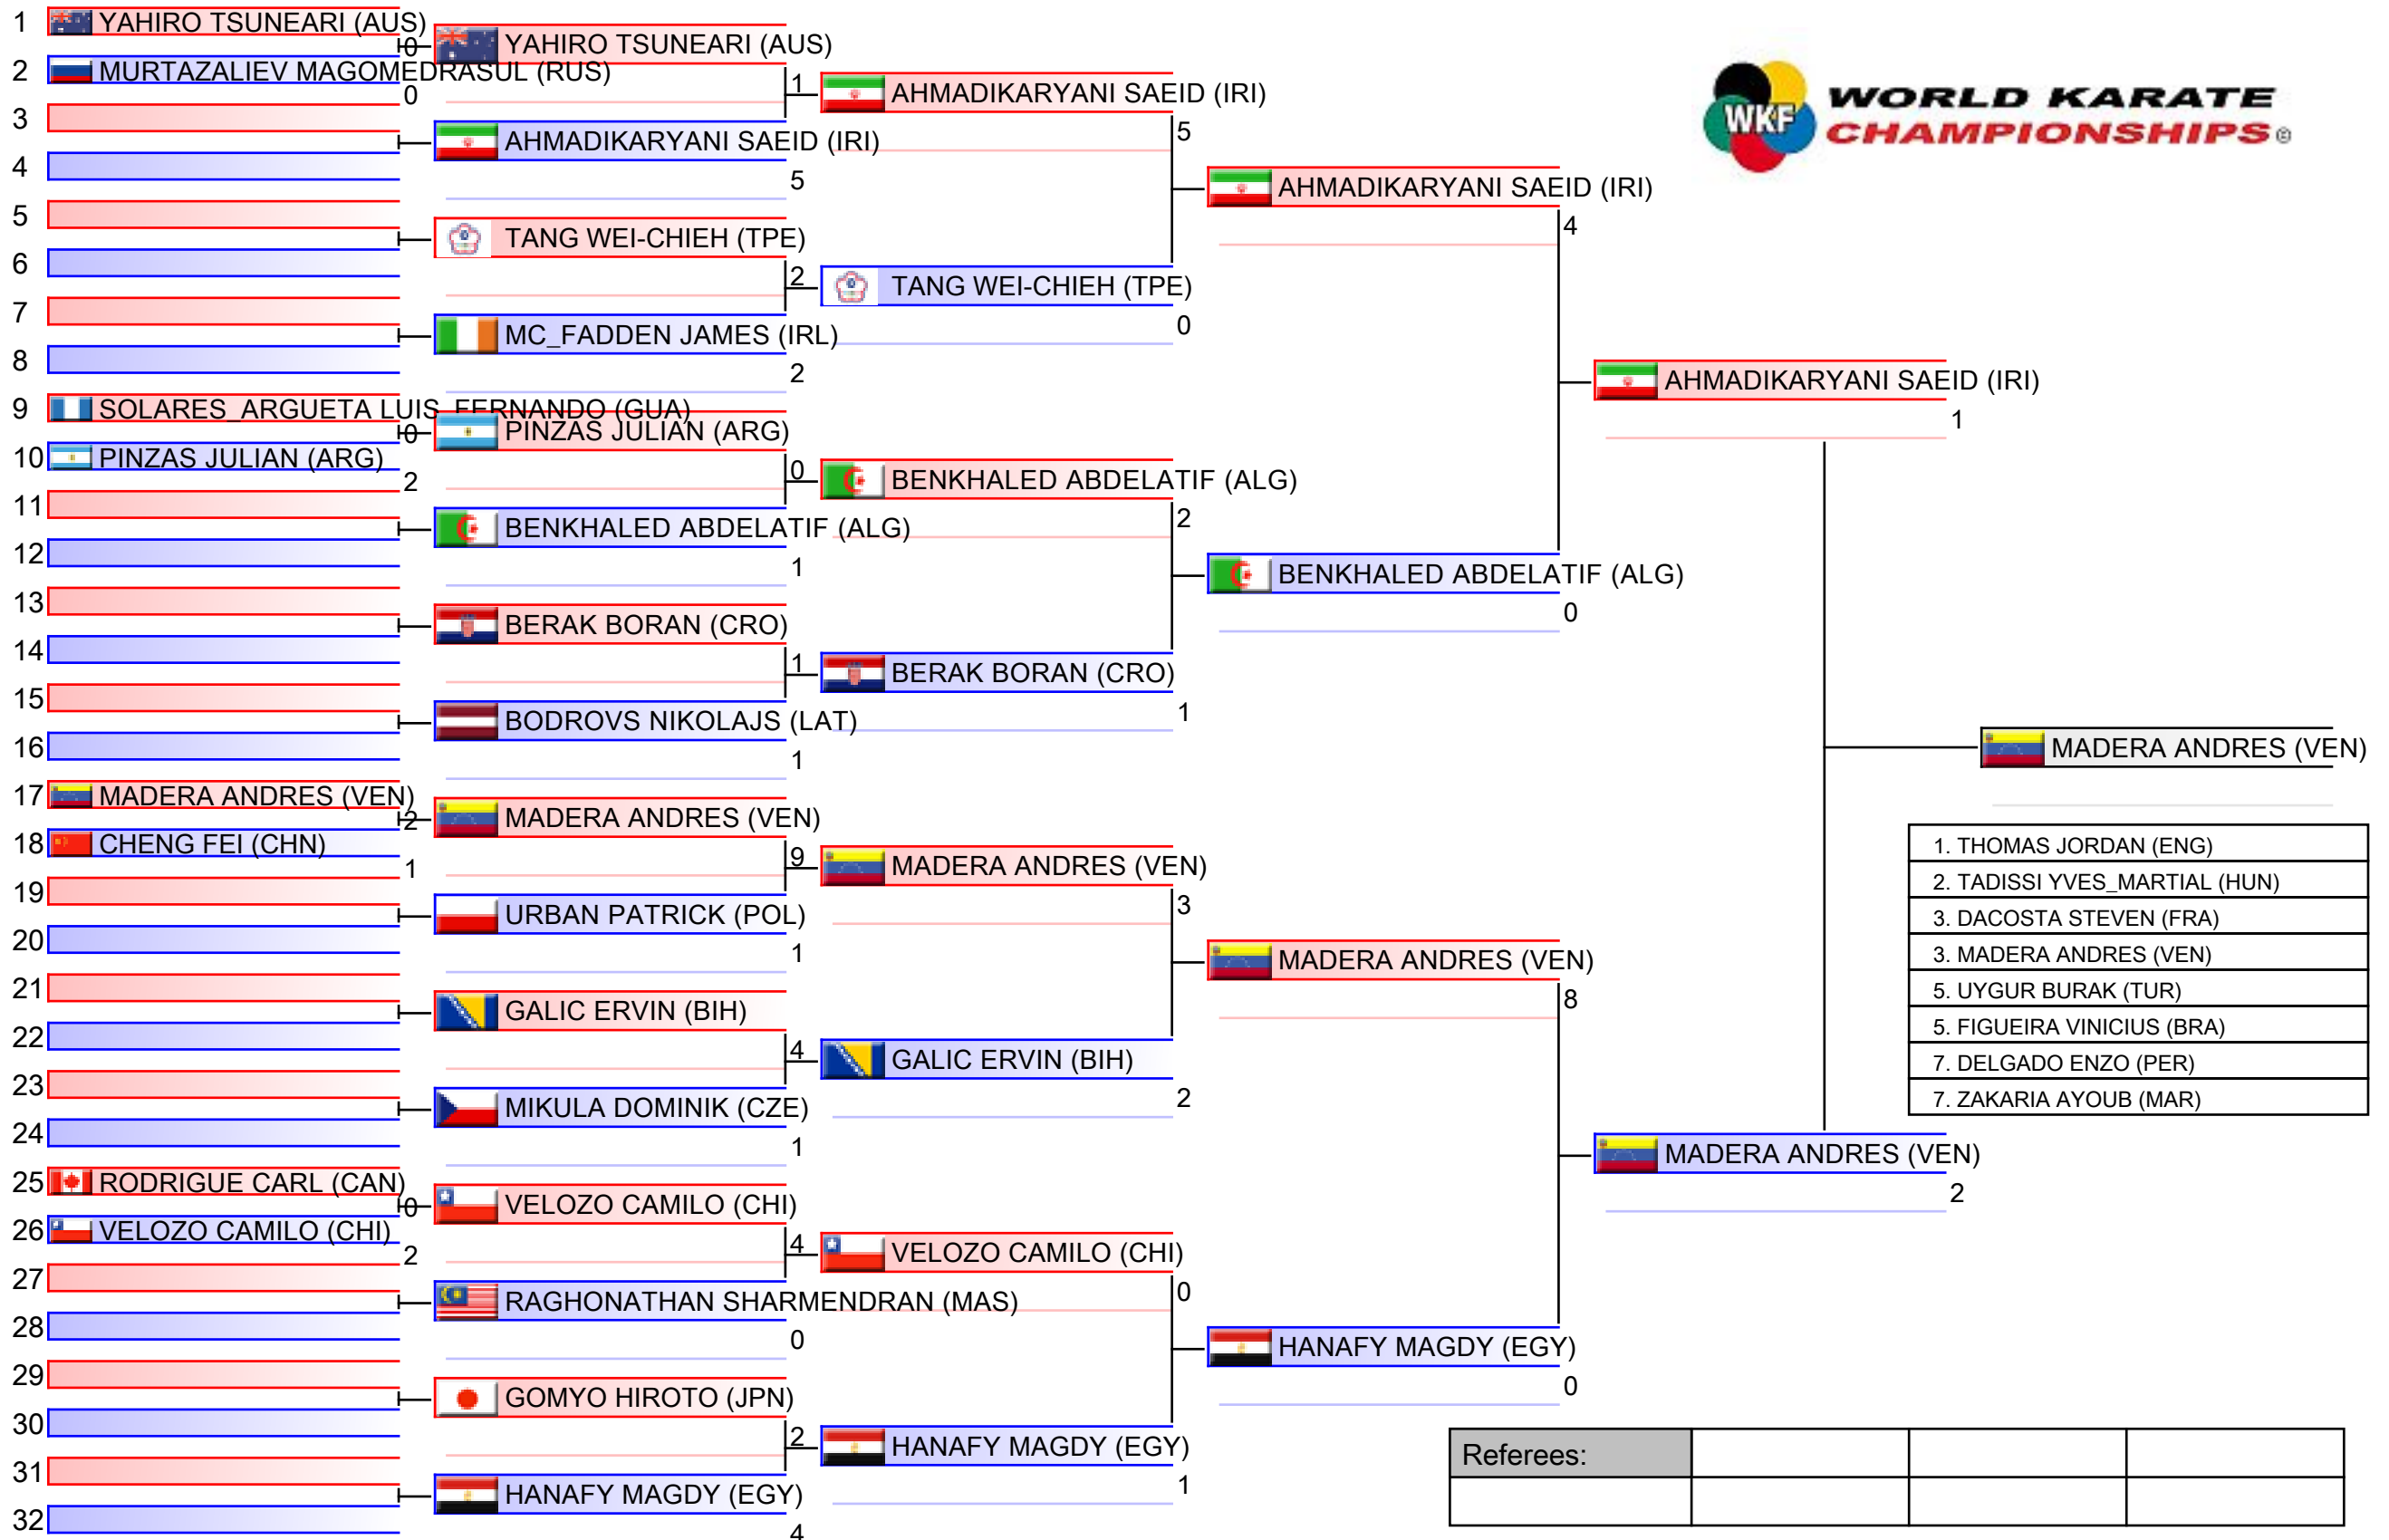 1 YAHIRO TSUNEARI (AUS)
0
2 MURTAZALIEV MAGOMEDRASUL (RUS)
0
3
4
5
6
7
8
9 SOLARES_ARGUETA LUIS_FERNANDO (GUA)
0
10 PINZAS JULIAN (ARG)
2
11
12
13
14
15
16
17 MADERA ANDRES (VEN)
2
18 CHENG FEI (CHN)
1
19
20
21
22
23
24
25 RODRIGUE CARL (CAN)
0
26 VELOZO CAMILO (CHI)
2
27
28
29
30
31
32
YAHIRO TSUNEARI (AUS)
1
AHMADIKARYANI SAEID (IRI)
5
TANG WEI-CHIEH (TPE)
2
MC_FADDEN JAMES (IRL)
2
PINZAS JULIAN (ARG)
0
BENKHALED ABDELATIF (ALG)
1
BERAK BORAN (CRO)
1
BODROVS NIKOLAJS (LAT)
1
MADERA ANDRES (VEN)
9
URBAN PATRICK (POL)
1
GALIC ERVIN (BIH)
4
MIKULA DOMINIK (CZE)
1
VELOZO CAMILO (CHI)
4
RAGHONATHAN SHARMENDRAN (MAS)
0
GOMYO HIROTO (JPN)
2
HANAFY MAGDY (EGY)
4
AHMADIKARYANI SAEID (IRI)
5
TANG WEI-CHIEH (TPE)
0
BENKHALED ABDELATIF (ALG)
2
BERAK BORAN (CRO)
1
MADERA ANDRES (VEN)
3
GALIC ERVIN (BIH)
2
VELOZO CAMILO (CHI)
0
HANAFY MAGDY (EGY)
1
AHMADIKARYANI SAEID (IRI)
4
BENKHALED ABDELATIF (ALG)
0
MADERA ANDRES (VEN)
8
HANAFY MAGDY (EGY)
0
AHMADIKARYANI SAEID (IRI)
1
MADERA ANDRES (VEN)
2
WKF
WORLD KARATE
CHAMPIONSHIPS ®
MADERA ANDRES (VEN)
1. THOMAS JORDAN (ENG)
2. TADISSI YVES_MARTIAL (HUN)
3. DACOSTA STEVEN (FRA)
3. MADERA ANDRES (VEN)
5. UYGUR BURAK (TUR)
5. FIGUEIRA VINICIUS (BRA)
7. DELGADO ENZO (PER)
7. ZAKARIA AYOUB (MAR)
Referees: